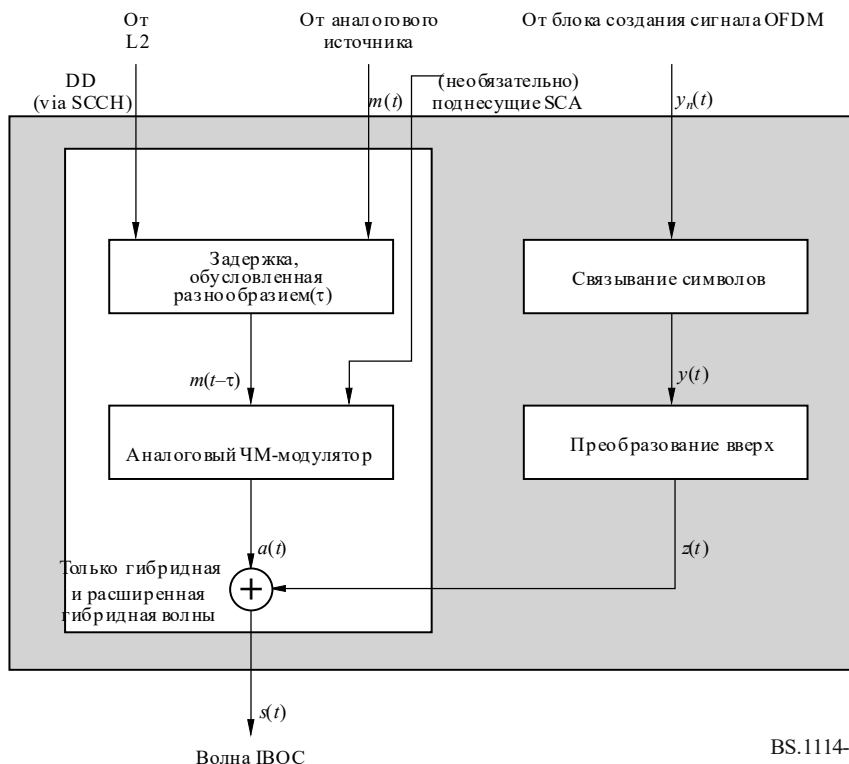 От
L2
От аналогового
источника
От блока создания сигнала OFDM
DD
(via SCCH)
m(t)
(необязательно)
поднесущие SCA
yn(t)
Задержка,
обусловленная
разнообразием(τ)
Связывание символов
m(t–τ)
y(t)
Аналоговый ЧМ-модулятор
Преобразование вверх
a(t)
z(t)
Только гибридная
и расширенная
гибридная волны
+
s(t)
Волна IBOC
BS.1114-